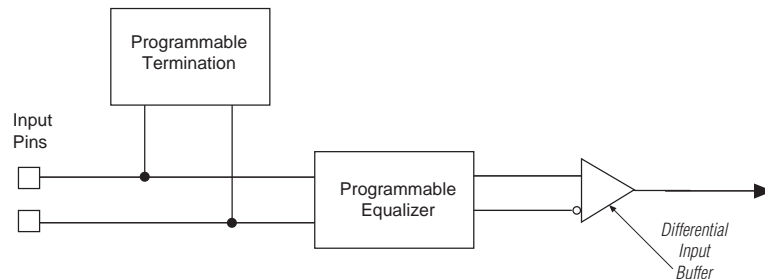 Programmable
Termination
Input
Pins
Programmable
Equalizer
Differential
Input
Buffer